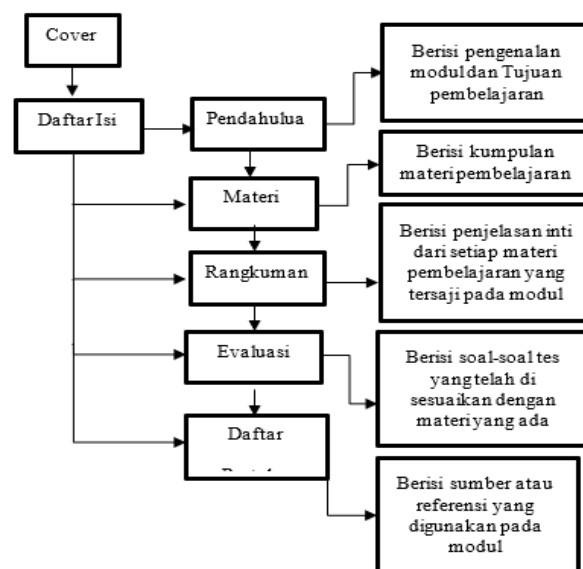 Cover
Daftar Isi
Pendahulua
Materi
Rangkuman
Evaluasi
Daftar
Berisi pengenalan
modul dan Tujuan
pembelajaran
Berisi kumpulan
materi pembelajaran
Berisi penjelasan inti
dari setiap materi
pembelajaran yang
tersaji pada modul
Berisi soal-soal tes
yang telah di
sesuaikan dengan
materi yang ada
Berisi sumber atau
referensi yang
digunakan pada
modul